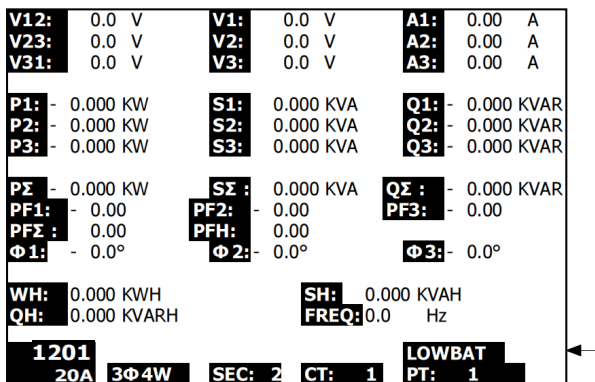 V12: 0.0 V V1: 0.0 V A1: 0.00 A
V23: 0.0 V V2: 0.0 V A2: 0.00 A
V31: 0.0 V V3: 0.0 V A3: 0.00 A
P1: - 0.000 KW S1: 0.000 KVA Q1: - 0.000 KVAR
P2: - 0.000 KW S2: 0.000 KVA Q2: - 0.000 KVAR
P3: - 0.000 KW S3: 0.000 KVA Q3: - 0.000 KVAR
PΣ - 0.000 KW SΣ : 0.000 KVA QΣ : - 0.000 KVAR
PF1: - 0.00 PF2: - 0.00 PF3: - 0.00
PFΣ : 0.00 PFH: 0.00
Φ1: - 0.0° Φ2: - 0.0° Φ3: - 0.0°
WH: 0.000 KWH SH: 0.000 KVAH
QH: 0.000 KVARH FREQ: 0.0 Hz
1201 LOWBAT
20A 3Φ4W SEC: 2 CT: 1 PT: 1